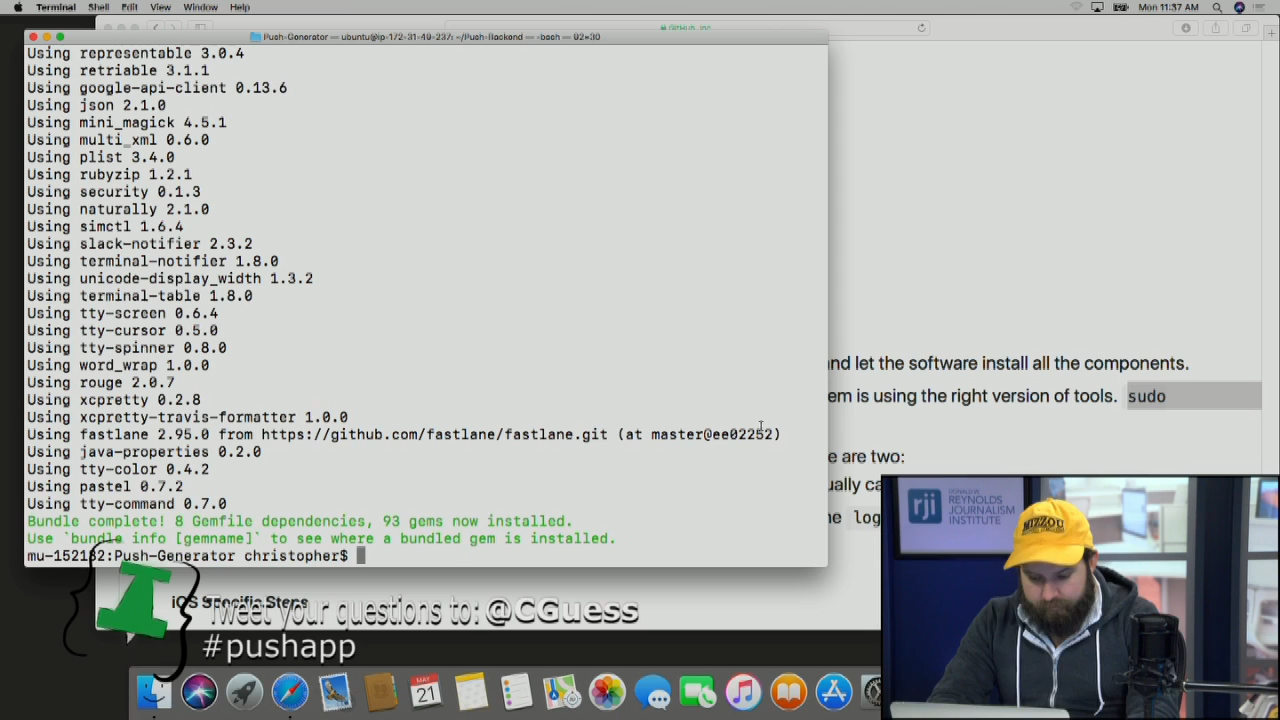 Terminal Shell Edit View Window Help
Mon 11:37 AM
Push-Generator — ubuntu@ip-172-31-49-237: ~/Push-Backend — -bash — 92×30
GitHub, Inc.
Using representable 3.0.4
Using retriable 3.1.1
Using google-api-client 0.13.6
Using json 2.1.0
Using mini_magick 4.5.1
Using multi_xml 0.6.0
Using plist 3.4.0
Using rubyzip 1.2.1
Using security 0.1.3
Using naturally 2.1.0
Using simctl 1.6.4
Using slack-notifier 2.3.2
Using terminal-notifier 1.8.0
Using unicode-display_width 1.3.2
Using terminal-table 1.8.0
Using tty-screen 0.6.4
Using tty-cursor 0.5.0
Using tty-spinner 0.8.0
Using word_wrap 1.0.0
Using rouge 2.0.7
Using xcpretty 0.2.8
Using xcpretty-travis-formatter 1.0.0
Using fastlane 2.95.0 from https://github.com/fastlane/fastlane.git (at master@ee02252)
Using java-properties 0.2.0
Using tty-color 0.4.2
Using pastel 0.7.2
Using tty-command 0.7.0
Bundle complete! 8 Gemfile dependencies, 93 gems now installed.
Use `bundle info [gemname]` to see where a bundled gem is installed.
mu-152132:Push-Generator christopher$
and let the software install all the components.
em is using the right version of tools. sudo
e are two:
ually ca
ne log
iOS Specific Steps
Tweet your questions to: @CGuess
#pushapp
MAY
21
rji
DONALD W.
REYNOLDS
JOURNALISM
INSTITUTE
MIZZOU